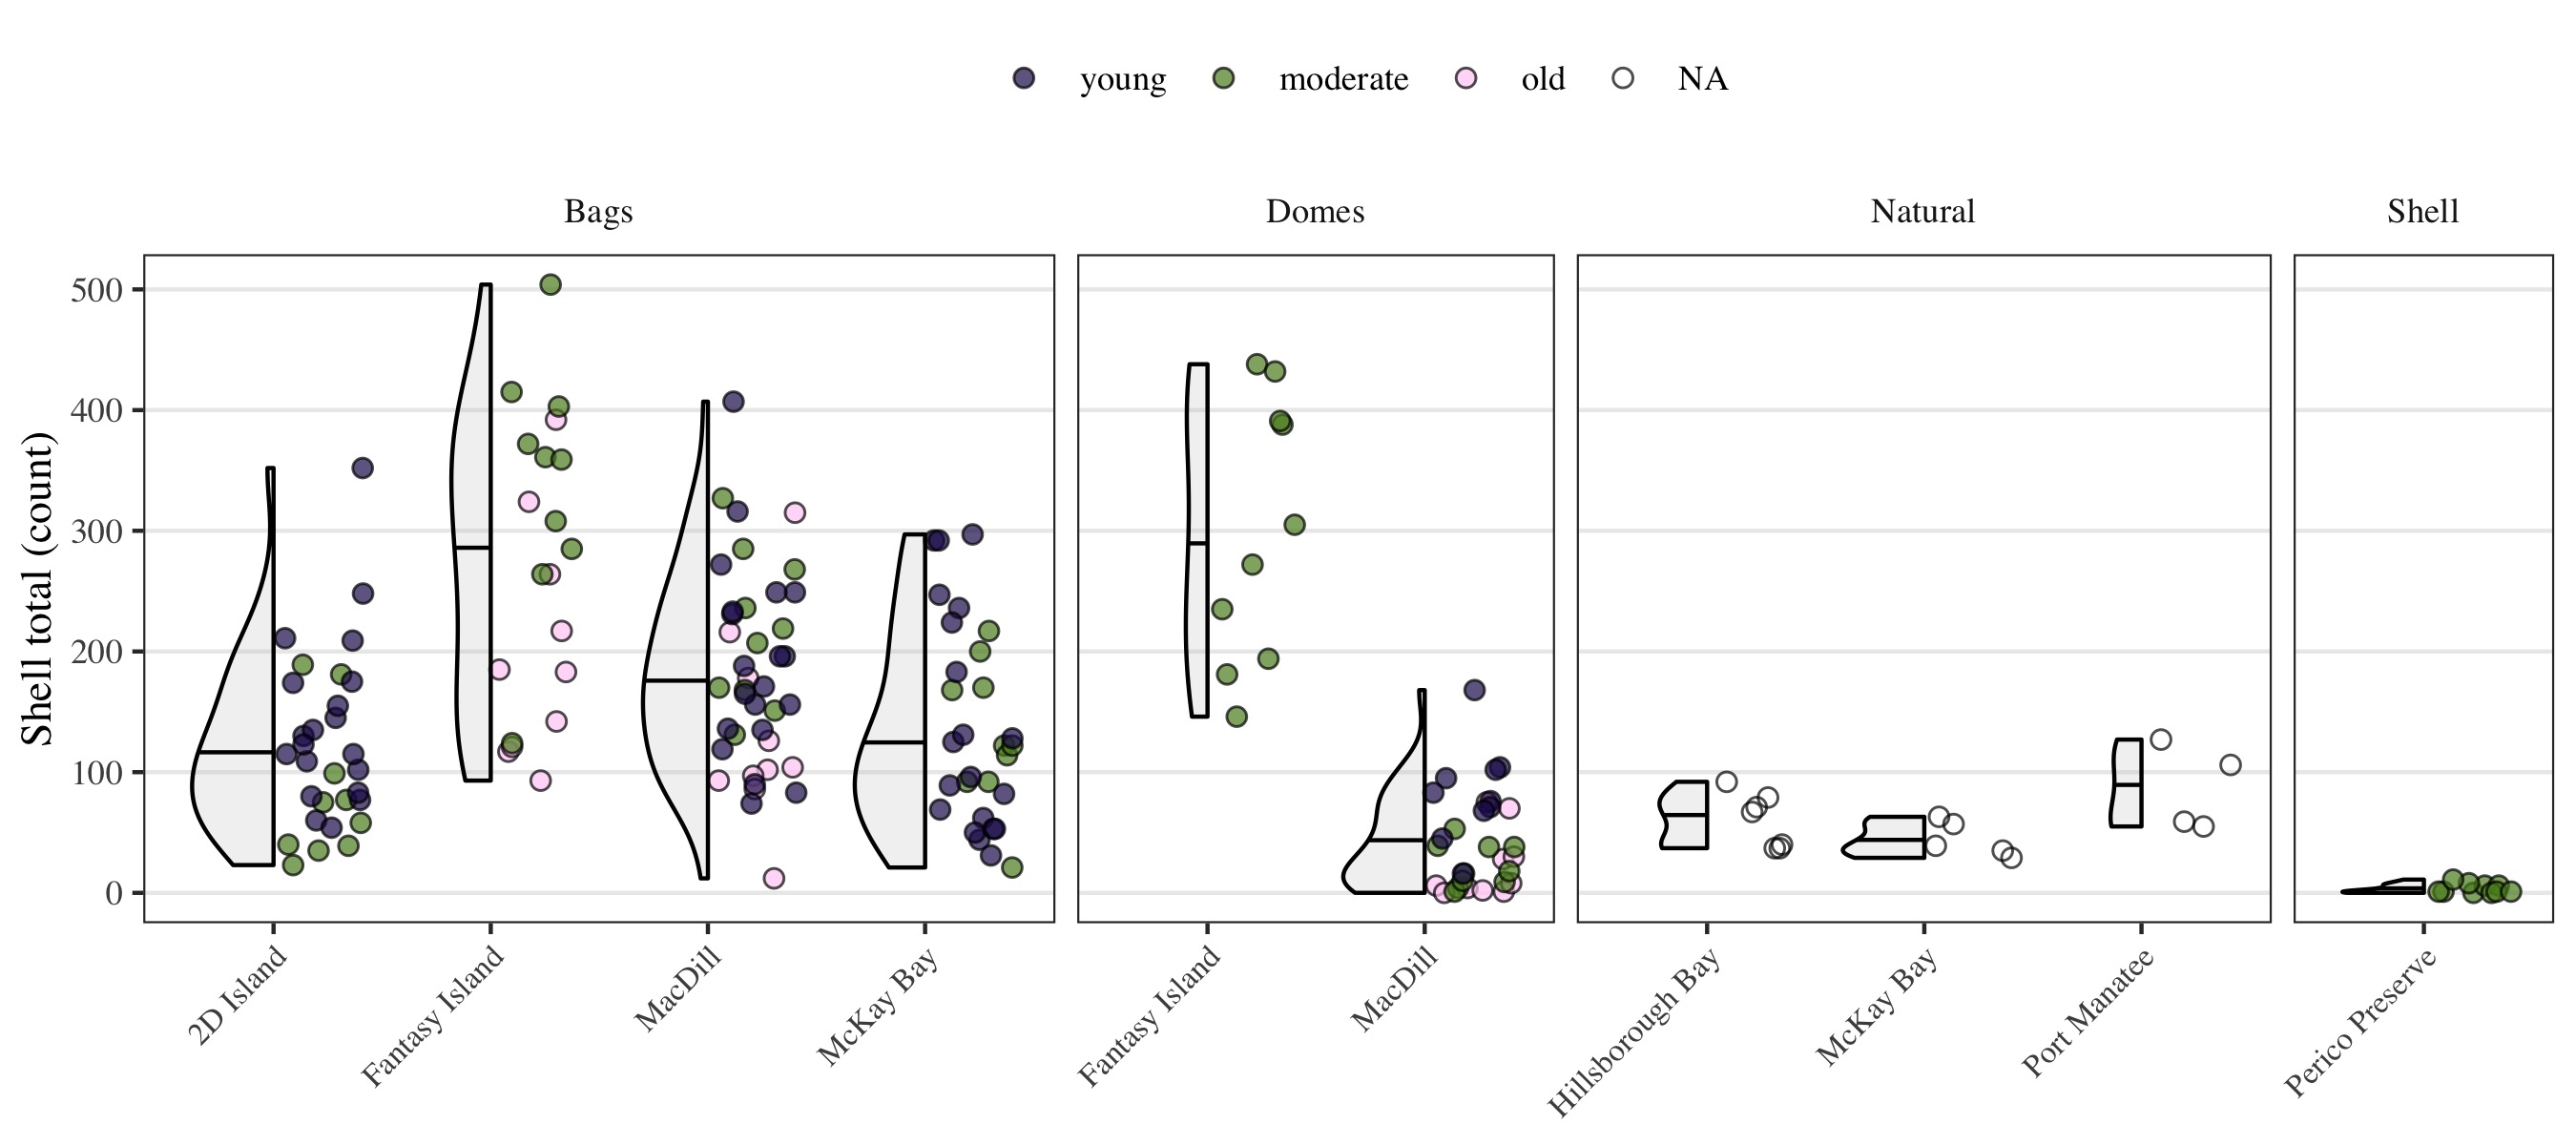 young moderate old NA
Bags Domes Natural Shell
Shell total (count)
500
400
300
200
100
0
2D Island
Fantasy Island
MacDill
McKay Bay
Fantasy Island
MacDill
Hillsborough Bay
McKay Bay
Port Manatee
Perico Preserve